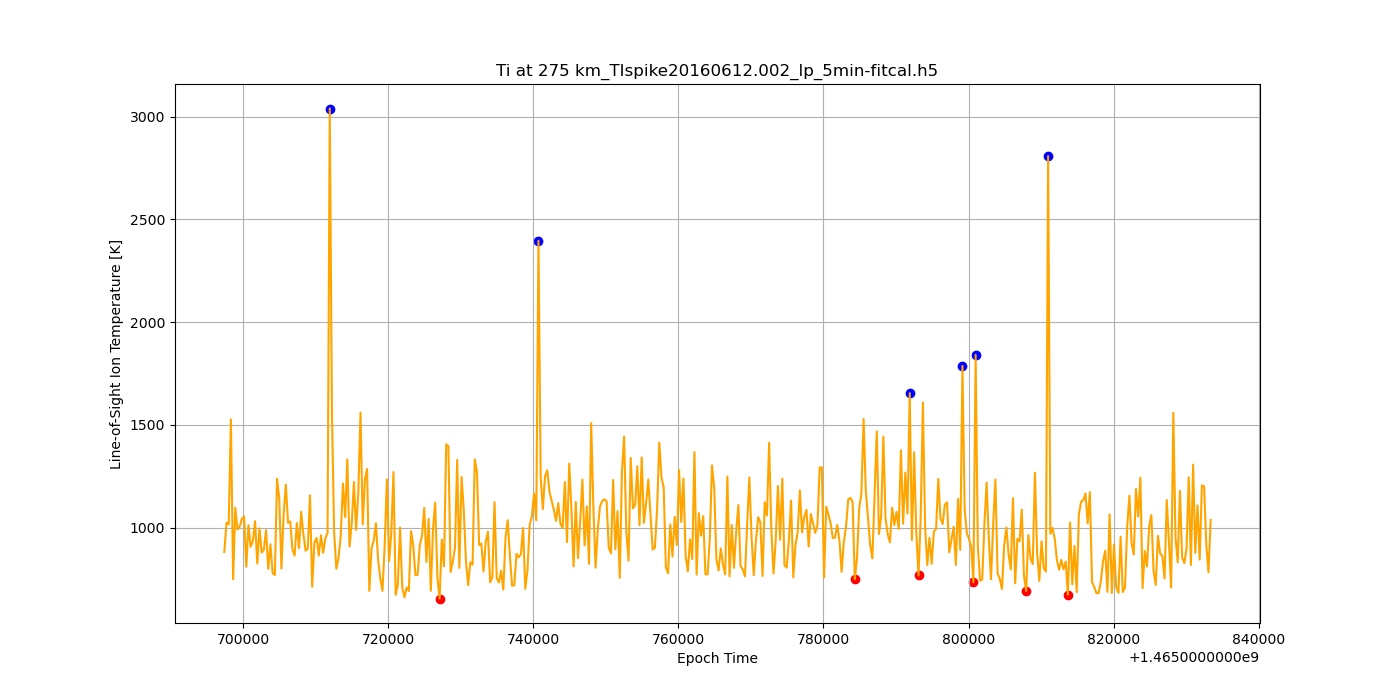 Ti at 275 km_TIspike20160612.002_lp_5min-fitcal.h5
Line-of-Sight Ion Temperature [K]
3000
2500
2000
1500
1000
700000 720000 740000 760000 780000 800000 820000 840000
Epoch Time
+1.4650000000e9